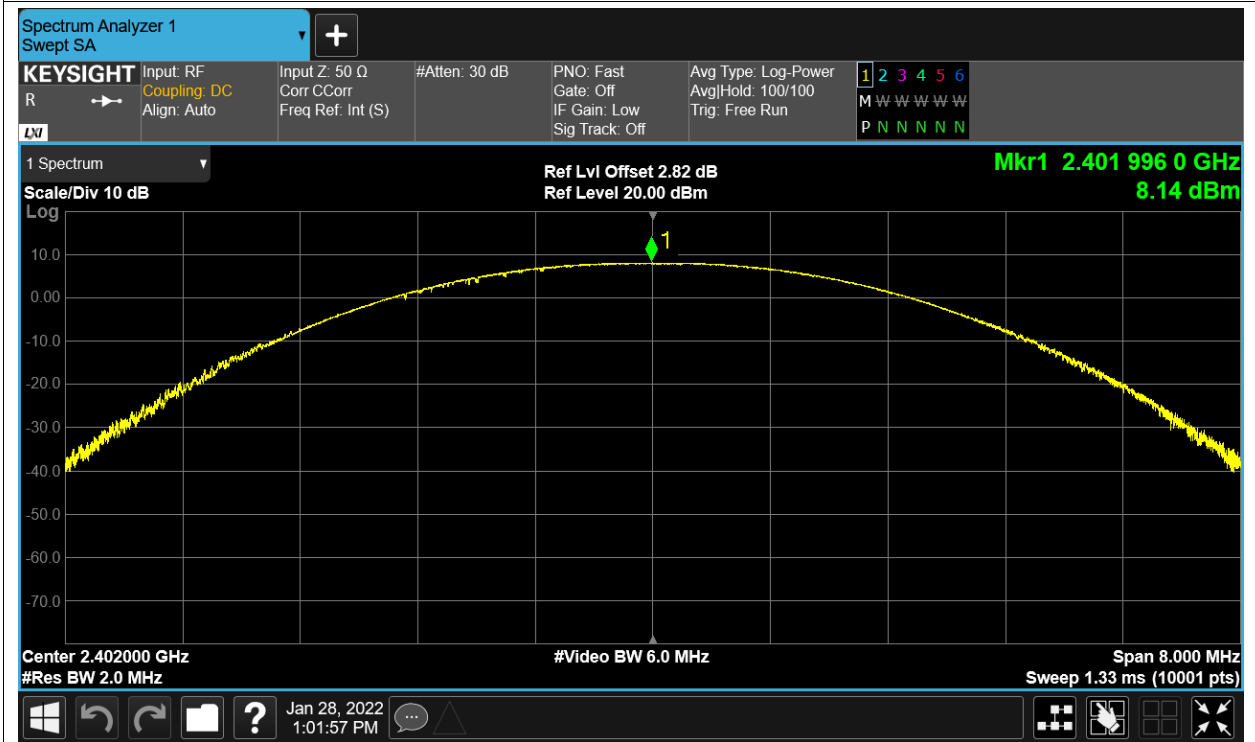 Spectrum Analyzer 1
Swept SA
KEYSIGHT
R
LXI
Input: RF
Coupling: DC
Align: Auto
Input Z: 50 Ω
Corr CCorr
Freq Ref: Int (S)
#Atten: 30 dB
PNO: Fast
Gate: Off
IF Gain: Low
Sig Track: Off
Avg Type: Log-Power
Avg|Hold: 100/100
Trig: Free Run
1 2 3 4 5 6
M W W W W W
P N N N N N
1 Spectrum
Scale/Div 10 dB
Ref Lvl Offset 2.82 dB
Ref Level 20.00 dBm
Mkr1 2.401 996 0 GHz
8.14 dBm
Log
1
10.0
0.00
-10.0
-20.0
-30.0
-40.0
-50.0
-60.0
-70.0
Center 2.402000 GHz
#Res BW 2.0 MHz
#Video BW 6.0 MHz
Span 8.000 MHz
Sweep 1.33 ms (10001 pts)
?
Jan 28, 2022
1:01:57 PM